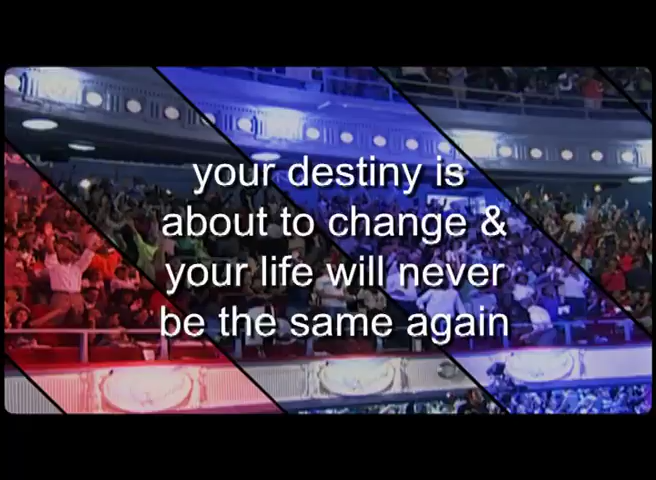 your destiny is
about to change &
your life will never
be the same again